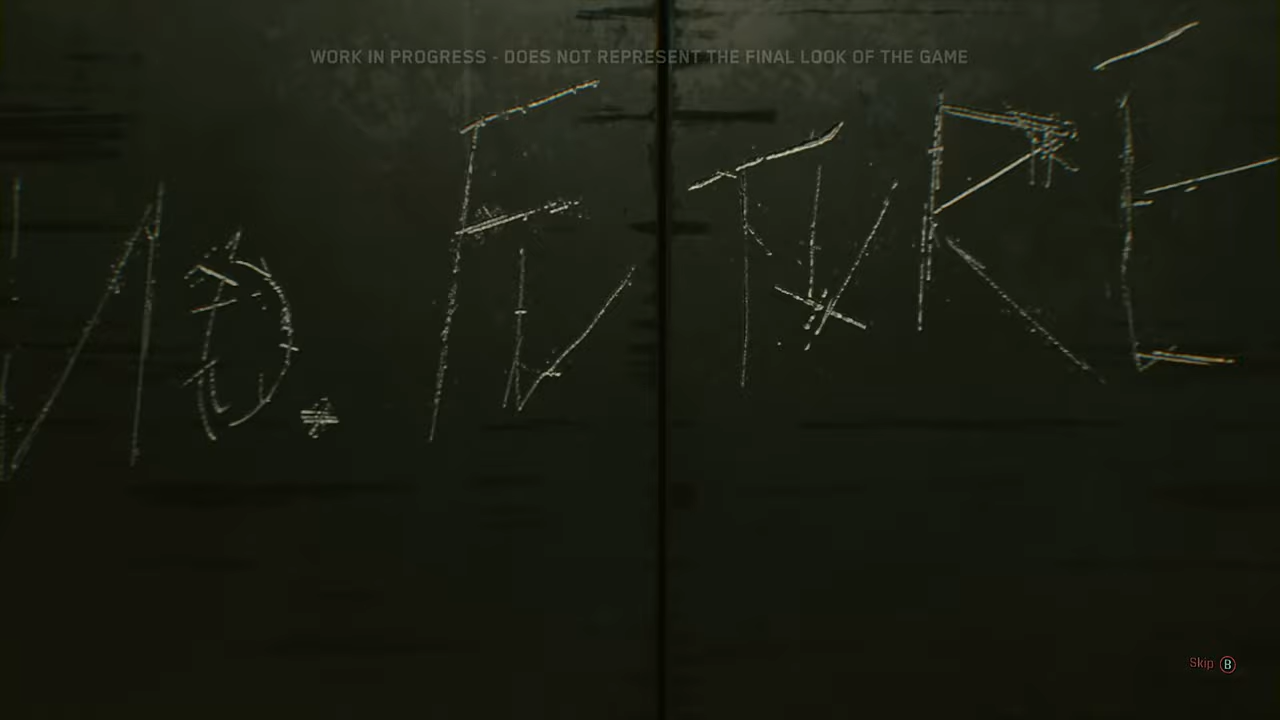 WORK IN PROGRESS - DOES NOT REPRESENT THE FINAL LOOK OF THE GAME
NO. FUTURE
Skip B